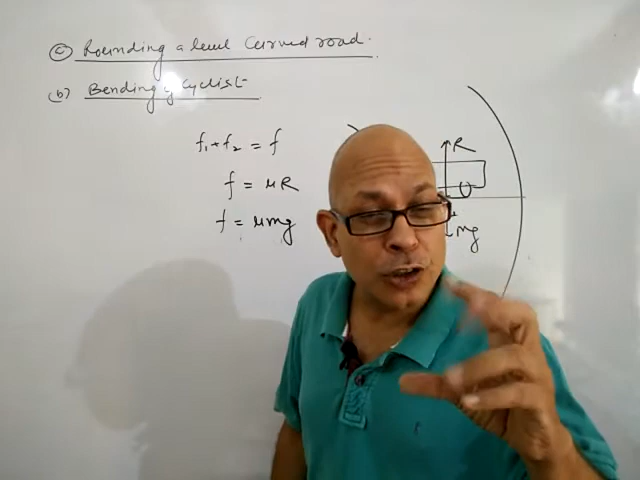 (c) Rounding a level curved road.
(b) Bending of cyclist
f₁ + f₂ = f
f = μR
f = μmg
R
mg